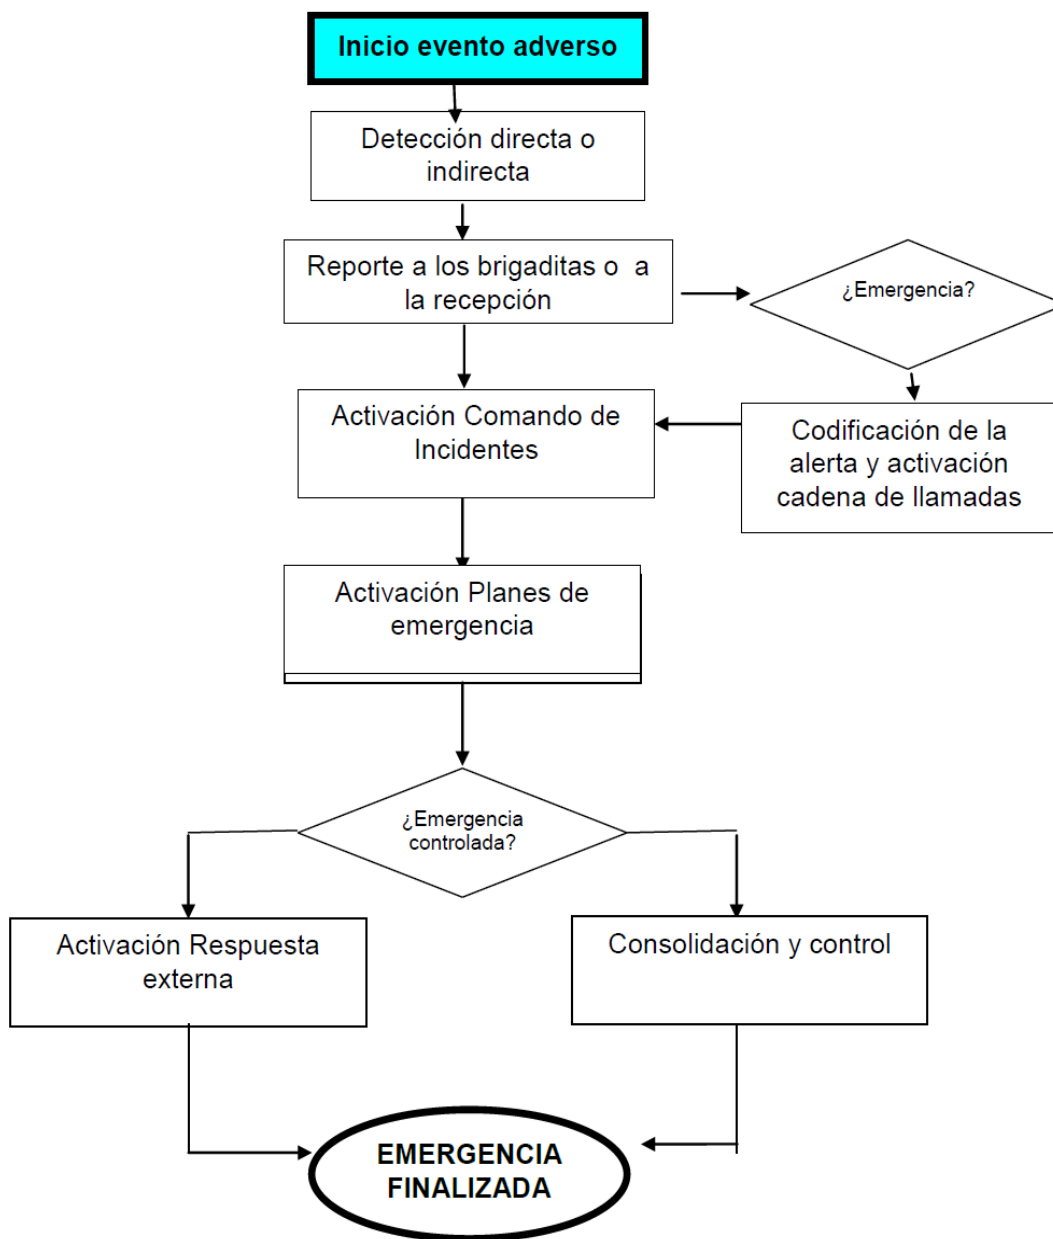 Inicio evento adverso
Detección directa o
indirecta
Reporte a los brigaditas o  a
la recepción
¿Emergencia?
Activación Comando de
Incidentes
Codificación de la
alerta y activación
cadena de llamadas
Activación Planes de
emergencia
¿Emergencia
controlada?
Activación Respuesta
externa
Consolidación y control
EMERGENCIA
FINALIZADA